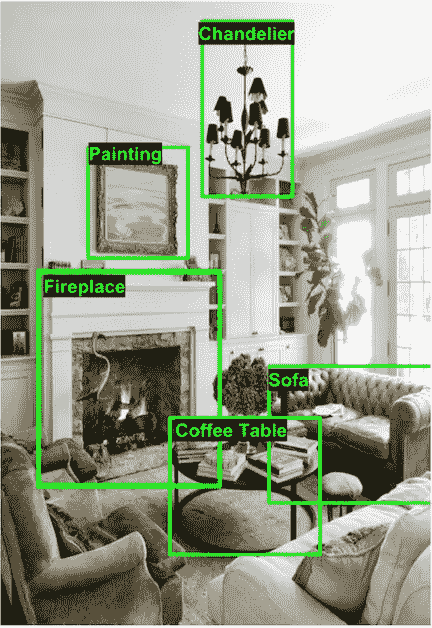 Chandelier
Painting
Fireplace
Sofa
Coffee Table